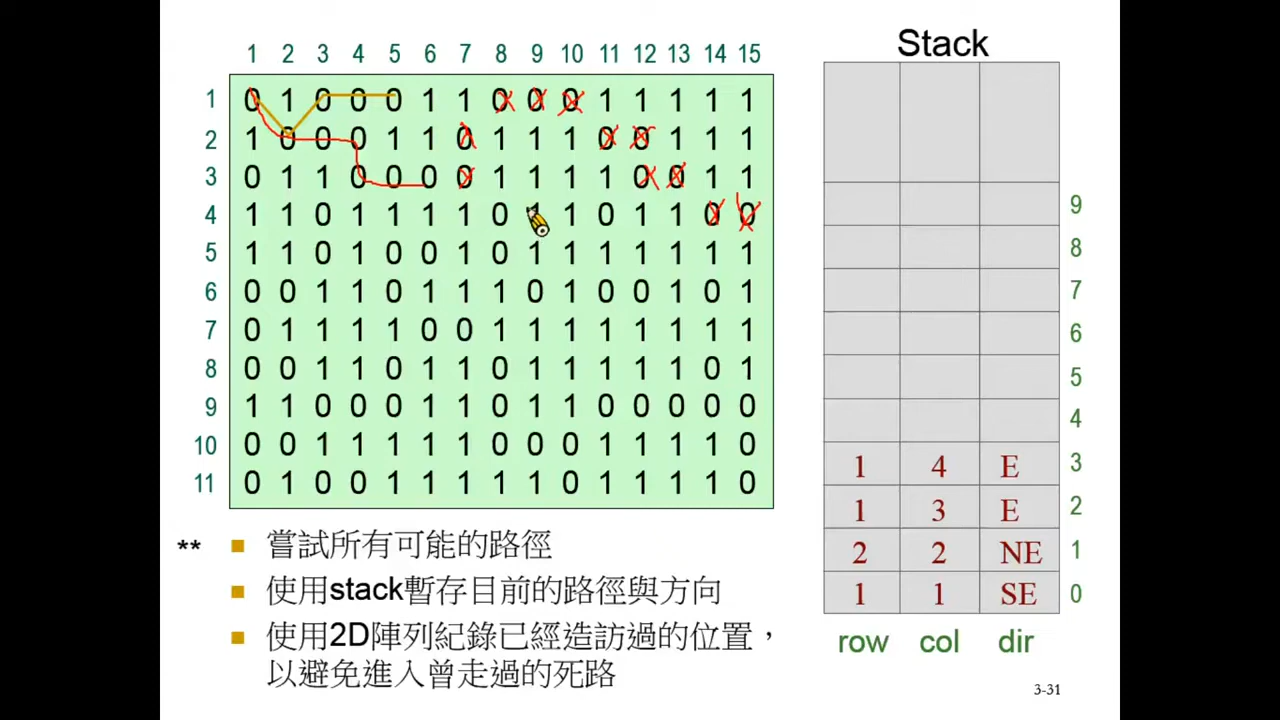 Stack
1 2 3 4 5 6 7 8 9 10 11 12 13 14 15
1 0 1 0 0 0 1 1 0 0 0 1 1 1 1 1
2 1 0 0 0 1 1 0 1 1 1 0 0 1 1 1
3 0 1 1 0 0 0 0 1 1 1 1 0 0 1 1
4 1 1 0 1 1 1 1 0 1 1 0 1 1 0 0
5 1 1 0 1 0 0 1 0 1 1 1 1 1 1 1
6 0 0 1 1 0 1 1 1 0 1 0 0 1 0 1
7 0 1 1 1 1 0 0 1 1 1 1 1 1 1 1
8 0 0 1 1 0 1 1 0 1 1 1 1 1 0 1
9 1 1 0 0 0 1 1 0 1 1 0 0 0 0 0
10 0 0 1 1 1 1 1 0 0 0 1 1 1 1 0
11 0 1 0 0 1 1 1 1 1 0 1 1 1 1 0
9
8
7
6
5
4
1 4 E 3
1 3 E 2
2 2 NE 1
1 1 SE 0
row col dir
** 嘗試所有可能的路徑
使用stack暫存目前的路徑與方向
使用2D陣列紀錄已經造訪過的位置，
以避免進入曾走過的死路
3-31